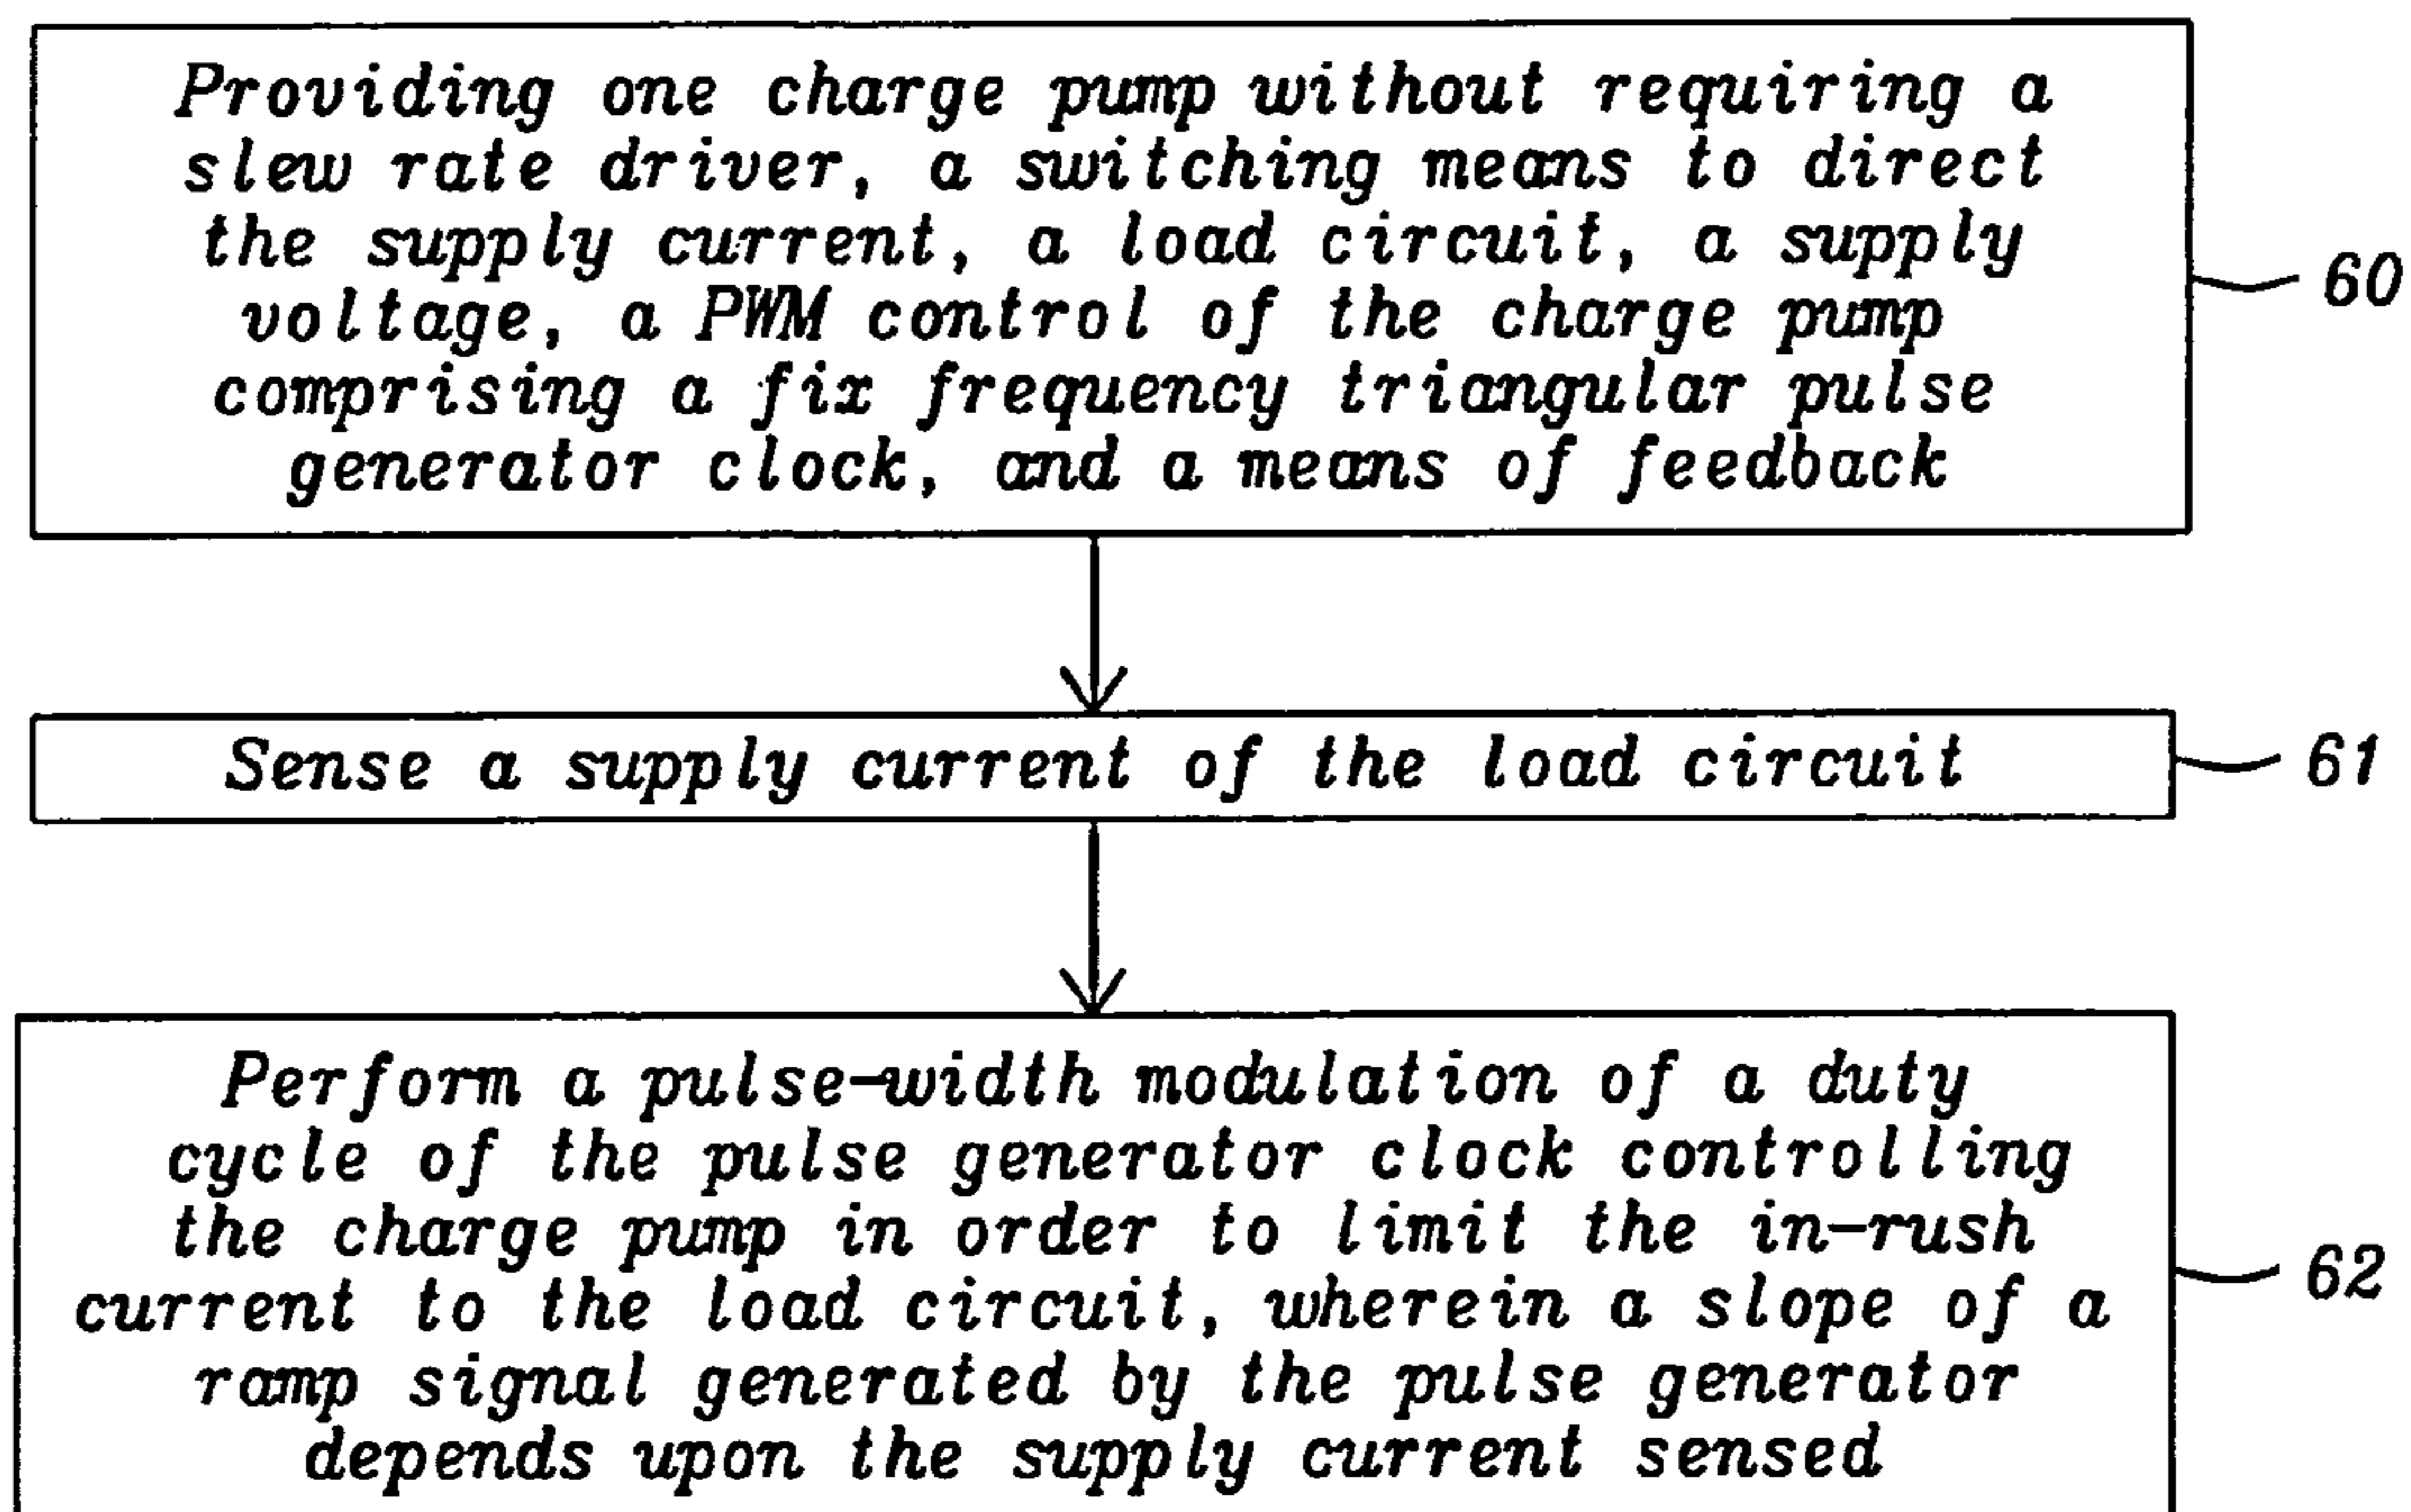 Providing one charge pump without requiring a
slew rate driver, a switching means to direct
the supply current, a load circuit, a supply
voltage, a PWM control of the charge pump
comprising a fix frequency triangular pulse
generator clock, and a means of feedback
60
Sense a supply current of the load circuit
61
Perform a pulse-width modulation of a duty
cycle of the pulse generator clock controlling
the charge pump in order to limit the in-rush
current to the load circuit, wherein a slope of a
ramp signal generated by the pulse generator
depends upon the supply current sensed
62